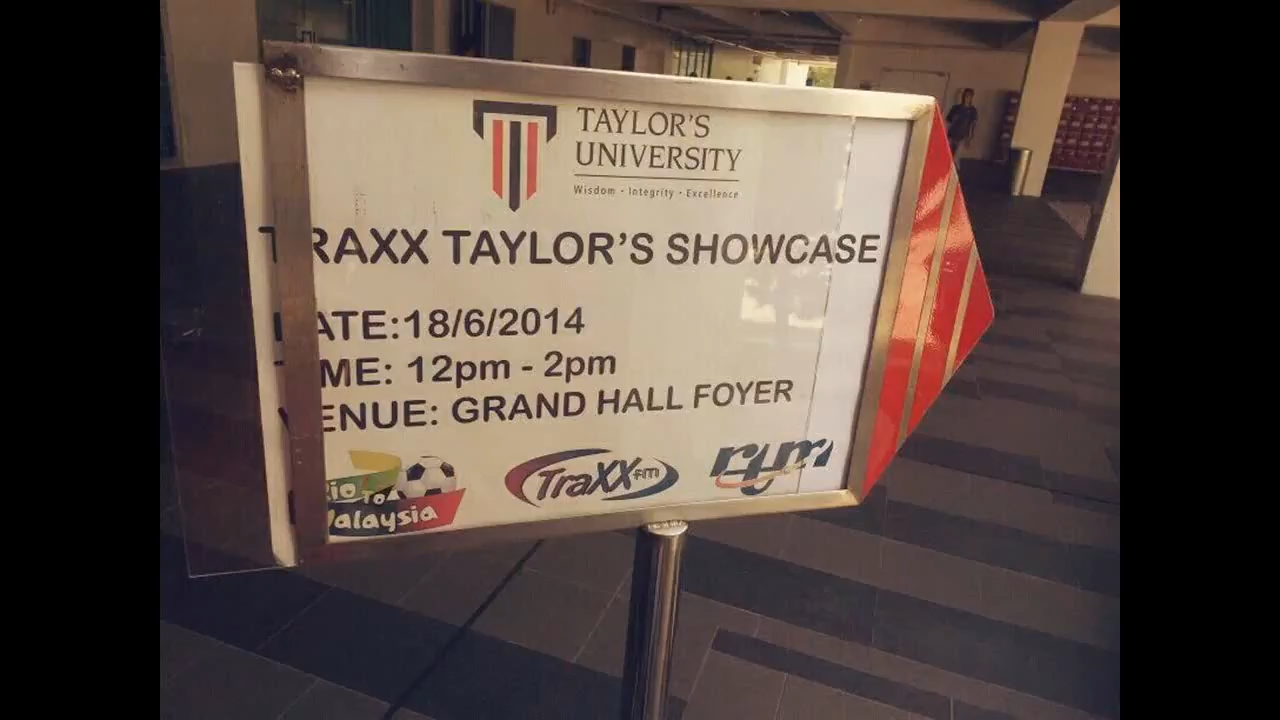 TAYLOR'S
UNIVERSITY
Wisdom · Integrity · Excellence
TRAXX TAYLOR'S SHOWCASE
DATE:18/6/2014
TIME: 12pm - 2pm
VENUE: GRAND HALL FOYER
Rio To
Malaysia
TraXX fm
rtm